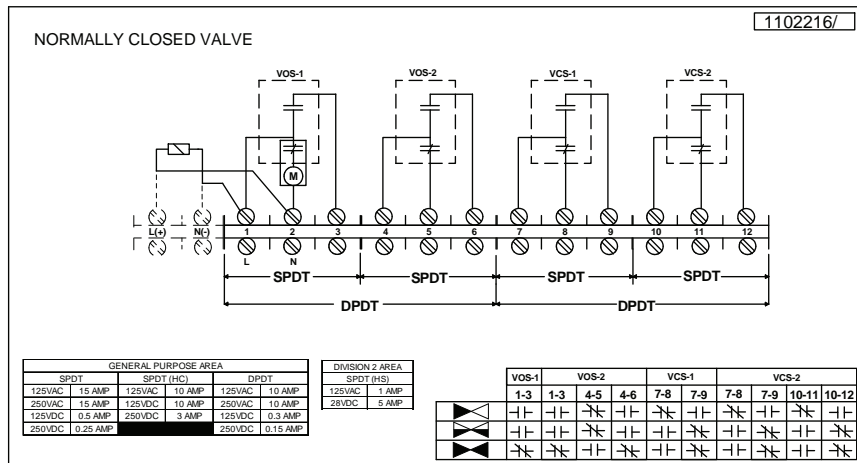 1102216/
NORMALLY CLOSED VALVE
VOS-1 VOS-2 VCS-1 VCS-2
M
L(+) N(-) 1 2 3 4 5 6 7 8 9 10 11 12
L N
SPDT SPDT SPDT SPDT
DPDT DPDT
GENERAL PURPOSE AREA
SPDT SPDT (HC) DPDT
125VAC 15 AMP 125VAC 10 AMP 125VAC 10 AMP
250VAC 15 AMP 125VDC 10 AMP 250VAC 10 AMP
125VDC 0.5 AMP 250VDC 3 AMP 125VDC 0.3 AMP
250VDC 0.25 AMP 250VDC 0.15 AMP
DIVISION 2 AREA
SPDT (HS)
125VAC 1 AMP
28VDC 5 AMP
VOS-1 VOS-2 VCS-1 VCS-2
1-3 1-3 4-5 4-6 7-8 7-9 7-8 7-9 10-11 10-12